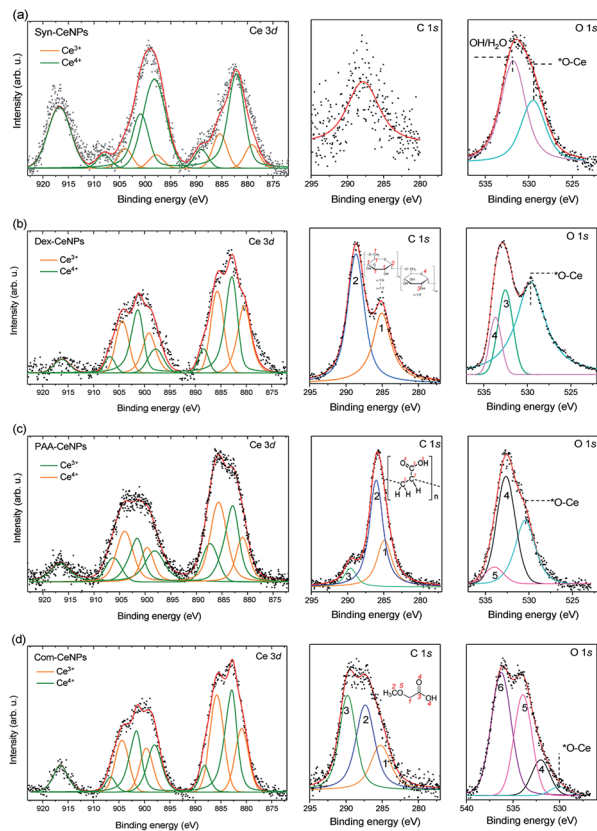 (a)
Syn-CeNPs
Ce 3d
Ce3+
Ce4+
Intensity (arb. u.)
920 915 910 905 900 895 890 885 880 875
Binding energy (eV)
C 1s
295 290 285 280
Binding energy (eV)
O 1s
OH/H2O
*O-Ce
535 530 525
Binding energy (eV)
(b)
Dex-CeNPs
Ce 3d
Ce3+
Ce4+
Intensity (arb. u.)
920 915 910 905 900 895 890 885 880 875
Binding energy (eV)
C 1s
2
1
295 290 285 280
Binding energy (eV)
O 1s
*O-Ce
3
4
535 530 525
Binding energy (eV)
(c)
PAA-CeNPs
Ce 3d
Ce3+
Ce4+
Intensity (arb. u.)
920 915 910 905 900 895 890 885 880 875
Binding energy (eV)
C 1s
O OH
C
C C
H H H
n
2
1
3
295 290 285 280
Binding energy (eV)
O 1s
*O-Ce
4
5
535 530 525
Binding energy (eV)
(d)
Com-CeNPs
Ce 3d
Ce3+
Ce4+
Intensity (arb. u.)
920 915 910 905 900 895 890 885 880 875
Binding energy (eV)
C 1s
H3C O O OH
3
2
1
295 290 285 280
Binding energy (eV)
O 1s
6
5
4
*O-Ce
540 535 530 525
Binding energy (eV)